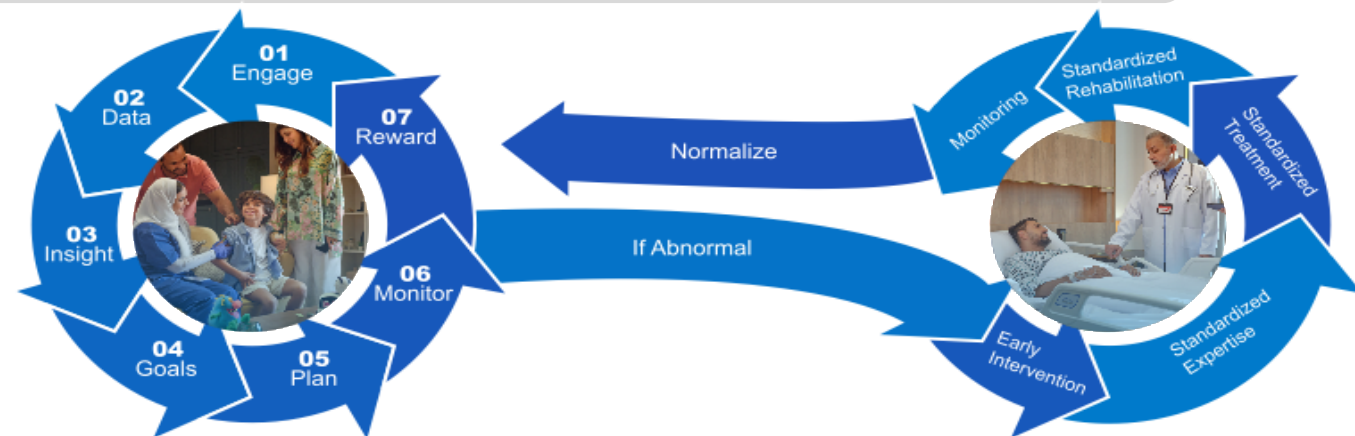 01
Engage
02
Data
03
Insight
04
Goals
05
Plan
06
Monitor
07
Reward
Normalize
If Abnormal
Early
Intervention
Standardized
Expertise
Standardized
Treatment
Standardized
Rehabilitation
Monitoring